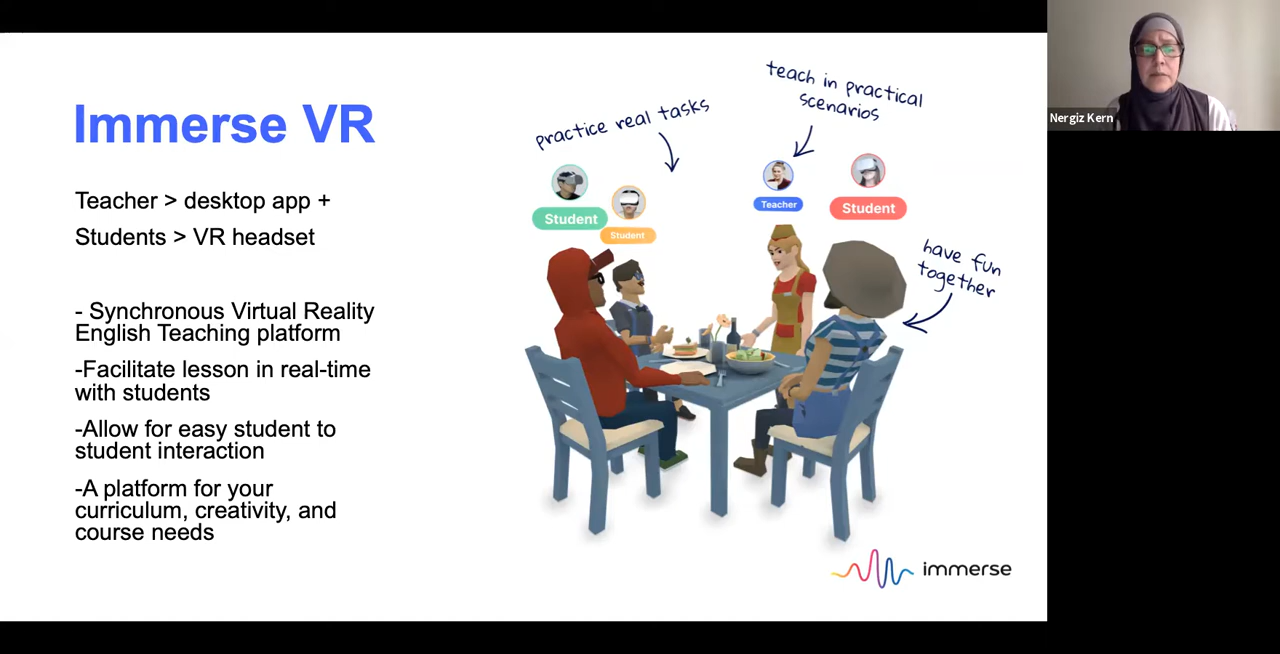 Immerse VR
Teacher > desktop app +
Students > VR headset
- Synchronous Virtual Reality
English Teaching platform
-Facilitate lesson in real-time
with students
-Allow for easy student to
student interaction
-A platform for your
curriculum, creativity, and
course needs
practice real tasks
teach in practical
scenarios
Student
Student
Teacher
Student
have fun
together
immerse
Nergiz Kern